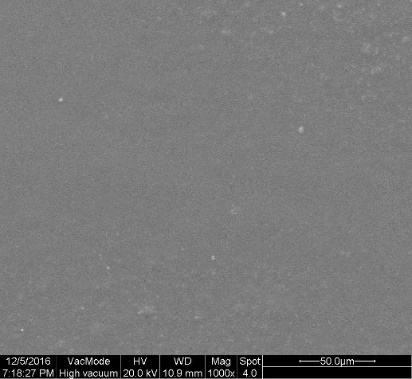 12/5/2016 VacMode HV WD Mag Spot 50.0µm
7:18:27 PM High vacuum 20.0 kV 10.9 mm 1000x 4.0